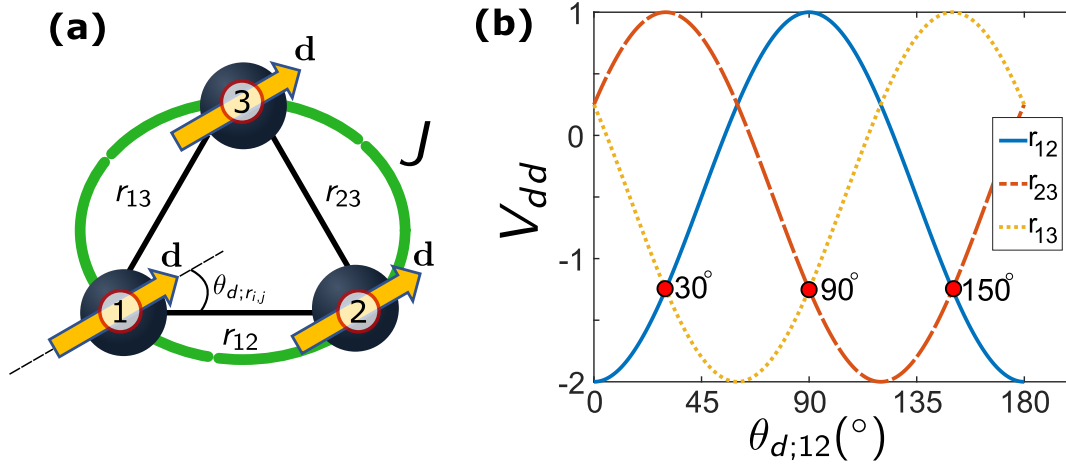 (a)
d
3
J
r13
r23
d
d
θd;ri,j
1
2
r12
(b)
1
0
-1
-2
Vdd
r12
r23
r13
30°
90°
150°
0
45
90
135
180
θd;12(°)